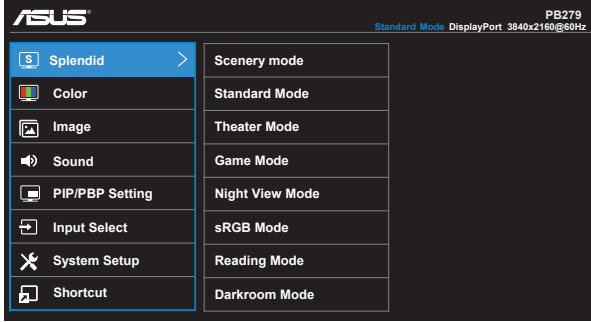 ASUS
PB279
Standard Mode DisplayPort 3840x2160@60Hz
S Splendid
Color
Image
Sound
PIP/PBP Setting
Input Select
System Setup
Shortcut
Scenery mode
Standard Mode
Theater Mode
Game Mode
Night View Mode
sRGB Mode
Reading Mode
Darkroom Mode